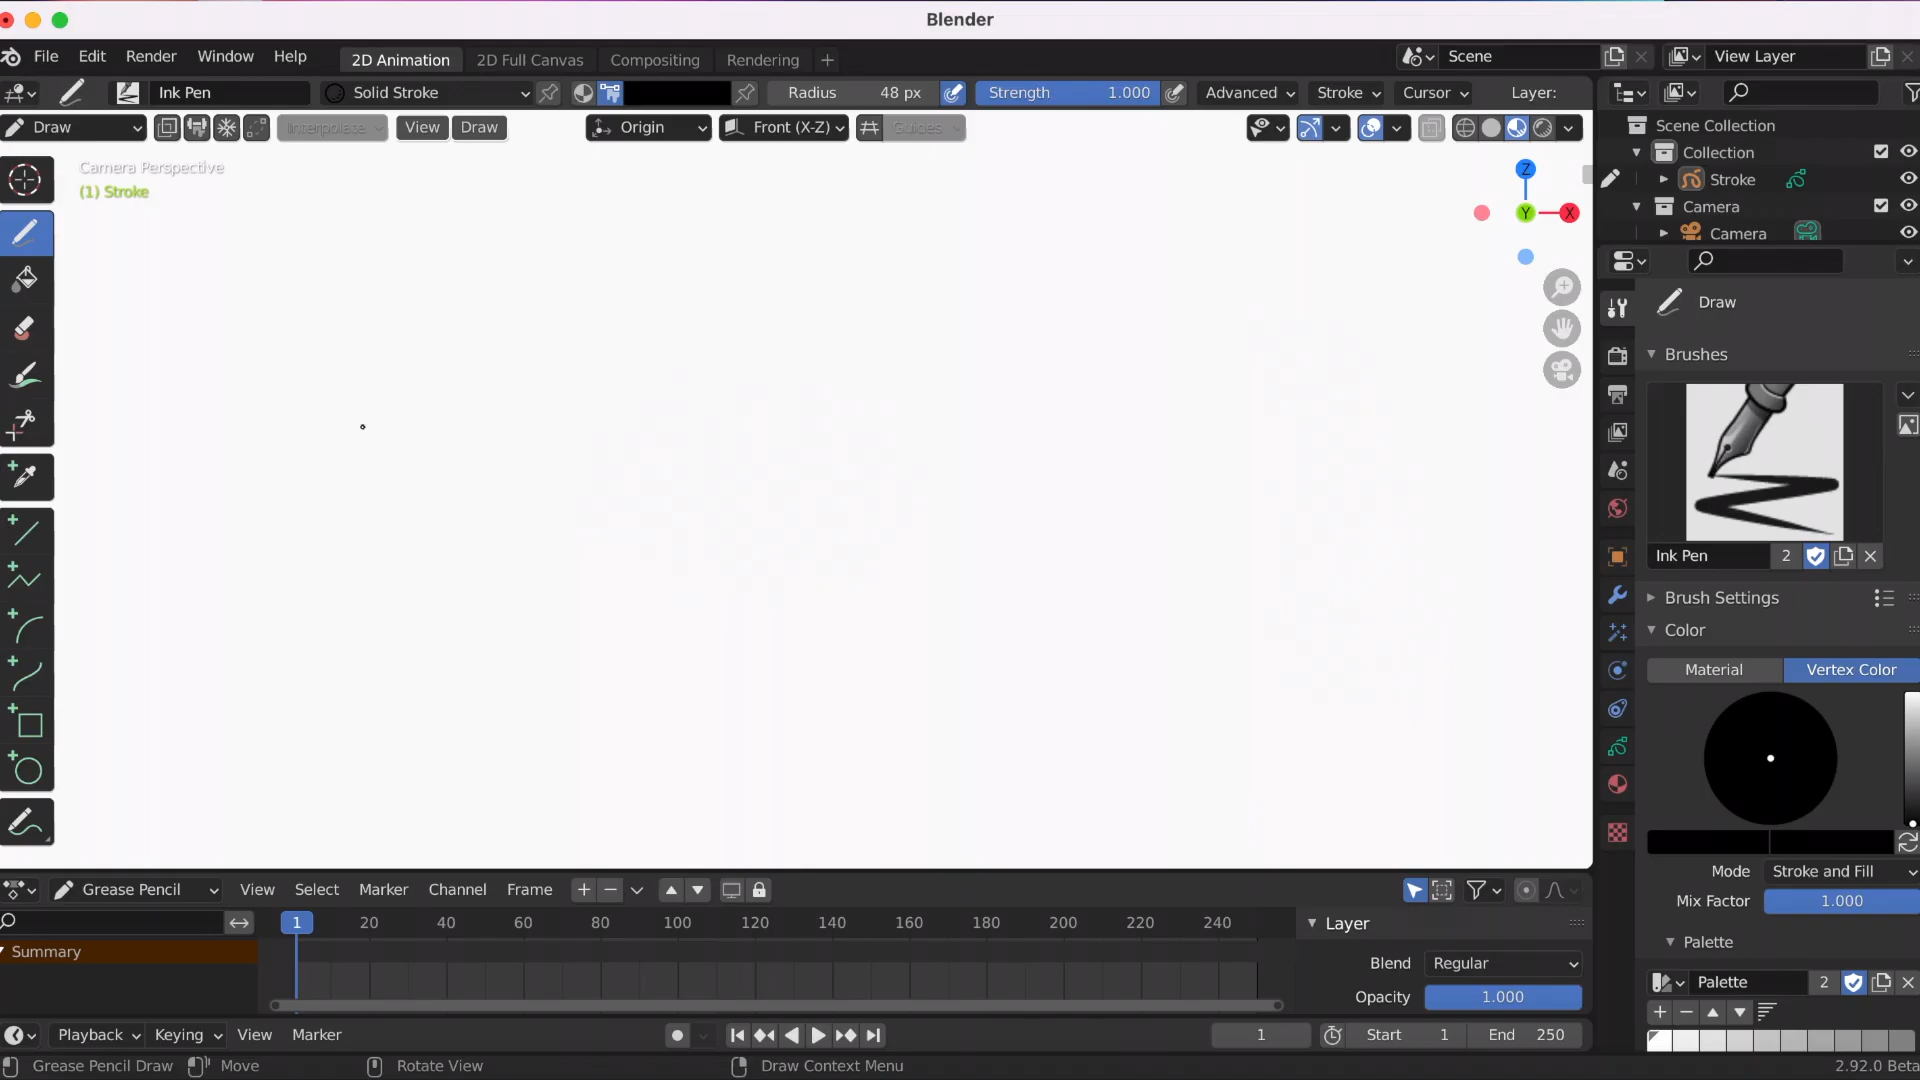 Blender
File Edit Render Window Help 2D Animation 2D Full Canvas Compositing Rendering + Scene View Layer
Ink Pen Solid Stroke Radius 48 px Strength 1.000 Advanced Stroke Cursor Layer:
Draw Interpolate View Draw Origin Front (X-Z) Guides
Camera Perspective
(1) Stroke
Z
Y
X
Scene Collection
Collection
Stroke
Camera
Camera
Draw
Brushes
Ink Pen 2
Brush Settings
Color
Material Vertex Color
Mode Stroke and Fill
Mix Factor 1.000
Palette
Palette 2
Grease Pencil View Select Marker Channel Frame
1 20 40 60 80 100 120 140 160 180 200 220 240
Summary
Layer
Blend Regular
Opacity 1.000
Playback Keying View Marker 1 Start 1 End 250
Grease Pencil Draw Move Rotate View Draw Context Menu 2.92.0 Beta